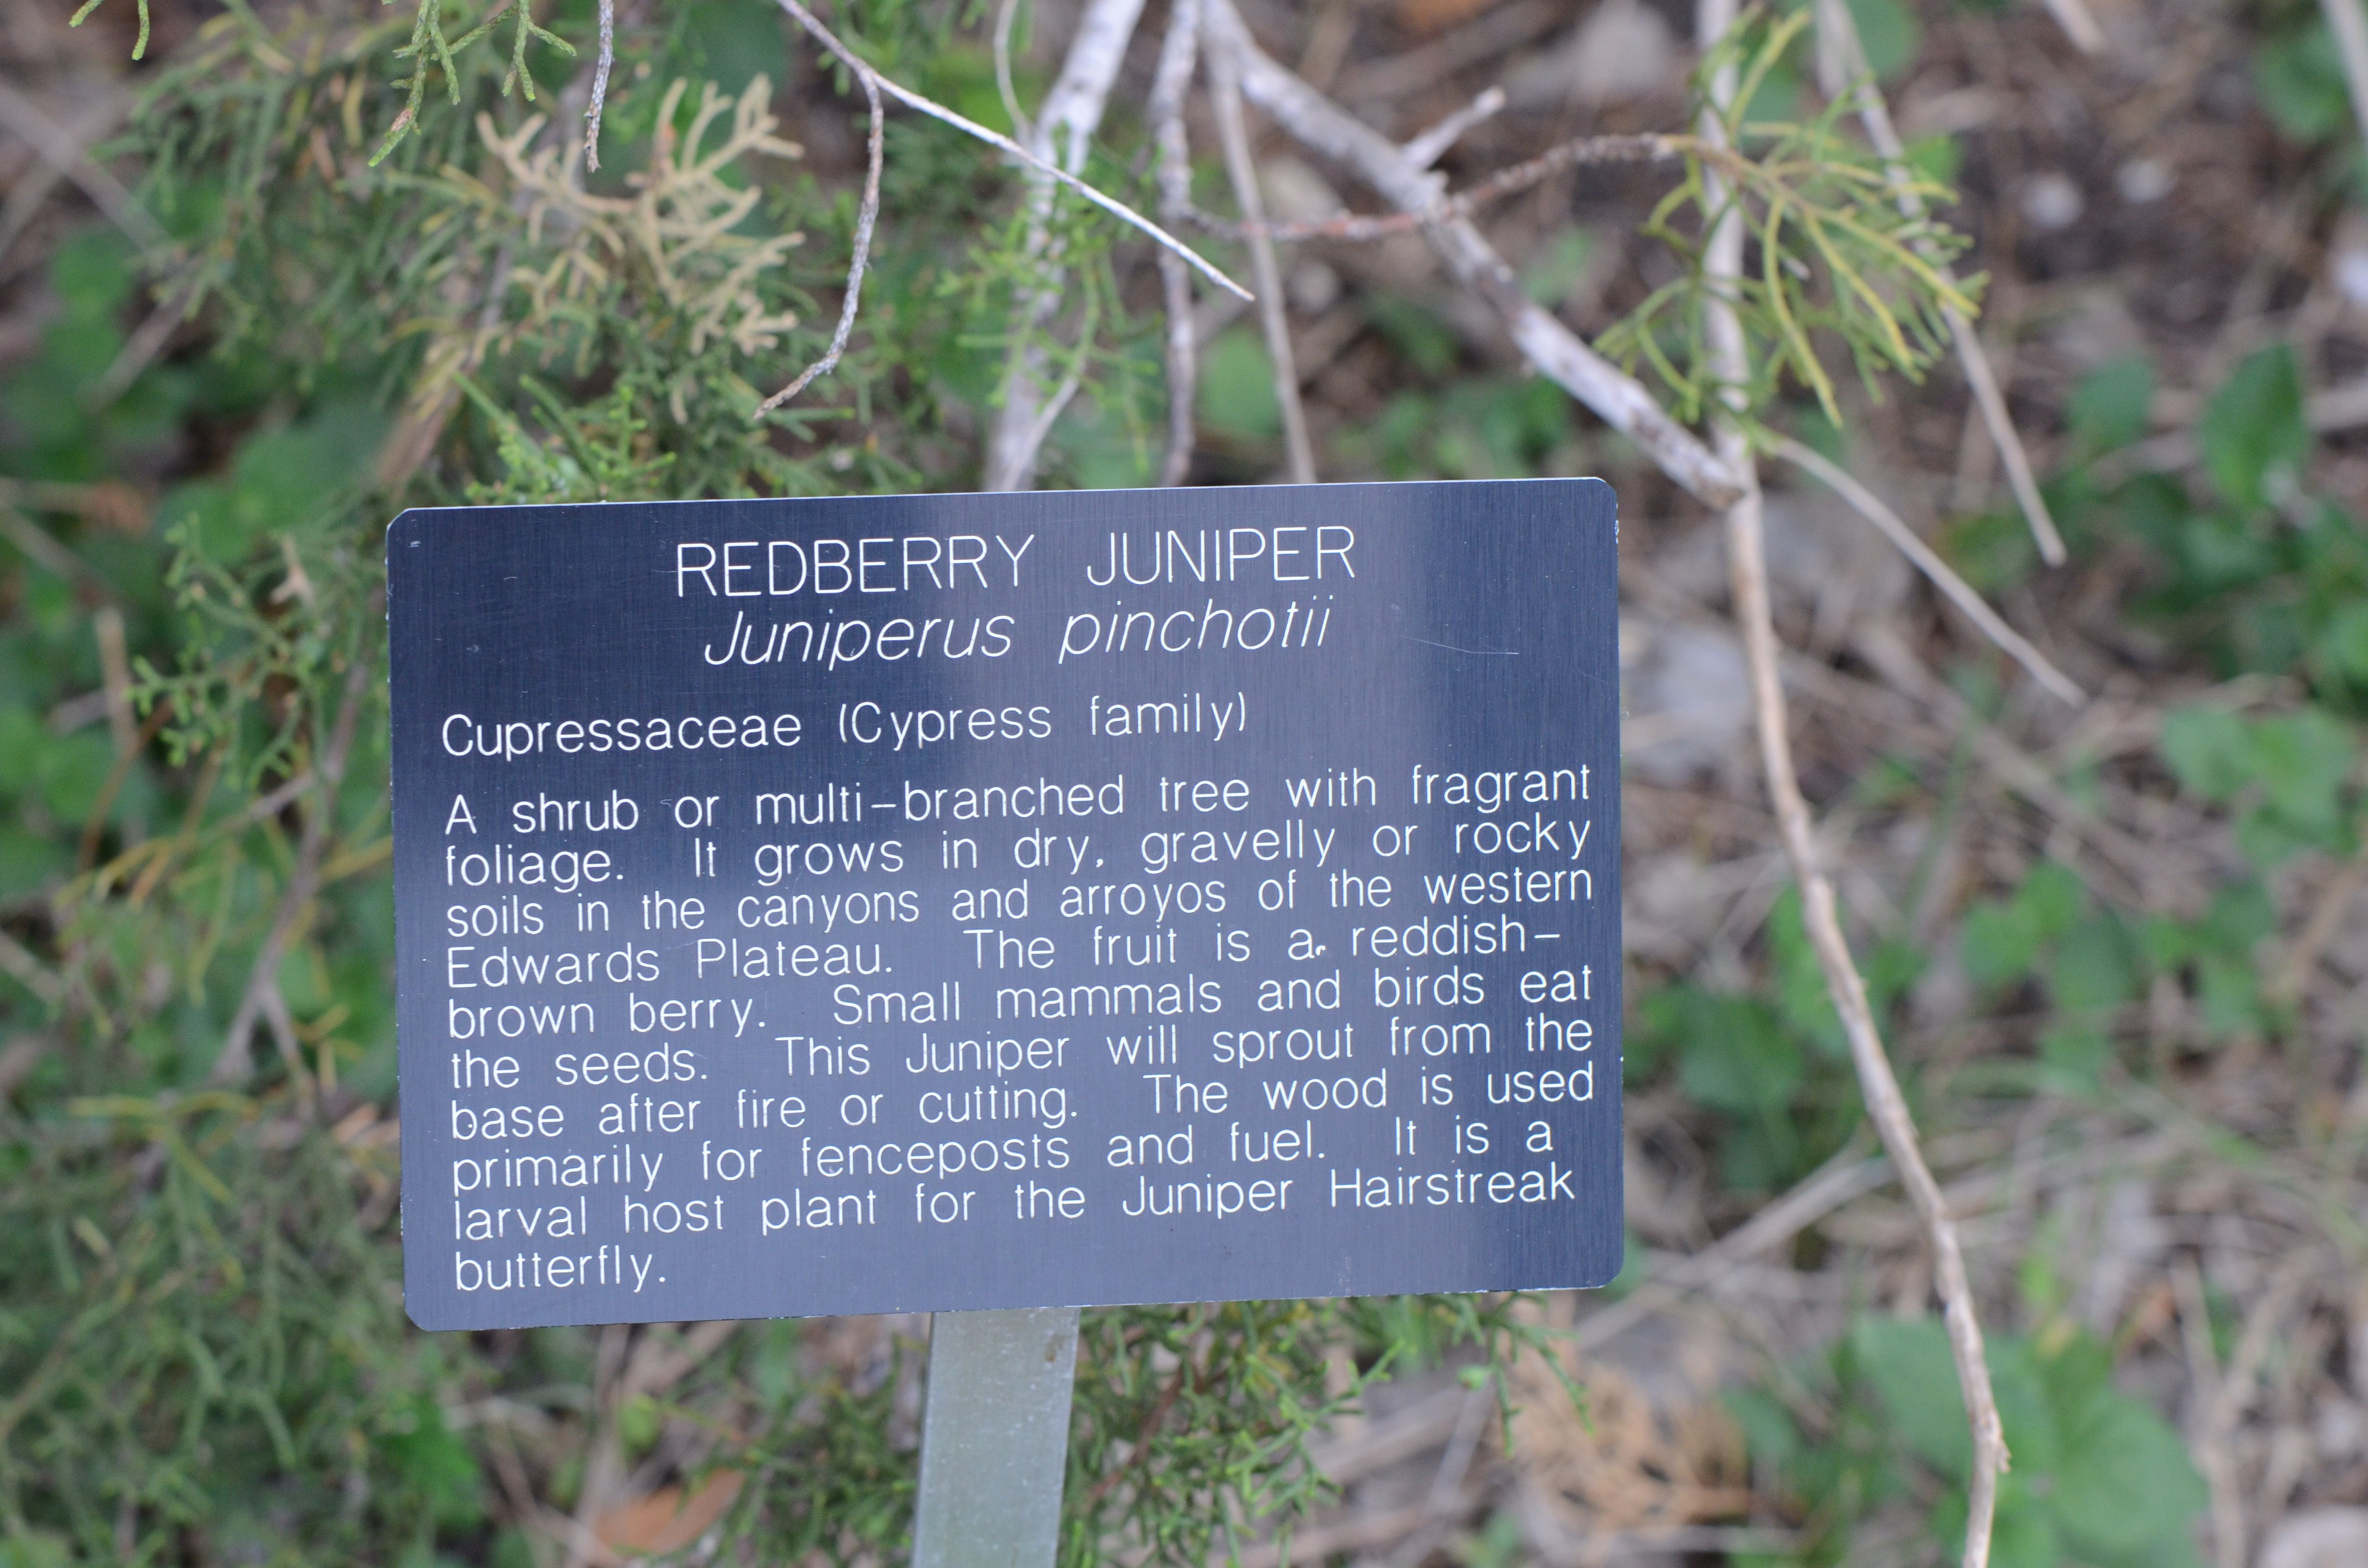 REDBERRY JUNIPER
Juniperus pinchotii
Cupressaceae (Cypress family)
A shrub or multi-branched tree with fragrant
foliage. It grows in dry, gravelly or rocky
soils in the canyons and arroyos of the western
Edwards Plateau. The fruit is a reddish-
brown berry. Small mammals and birds eat
the seeds. This Juniper will sprout from the
base after fire or cutting. The wood is used
primarily for fenceposts and fuel. It is a
larval host plant for the Juniper Hairstreak
butterfly.